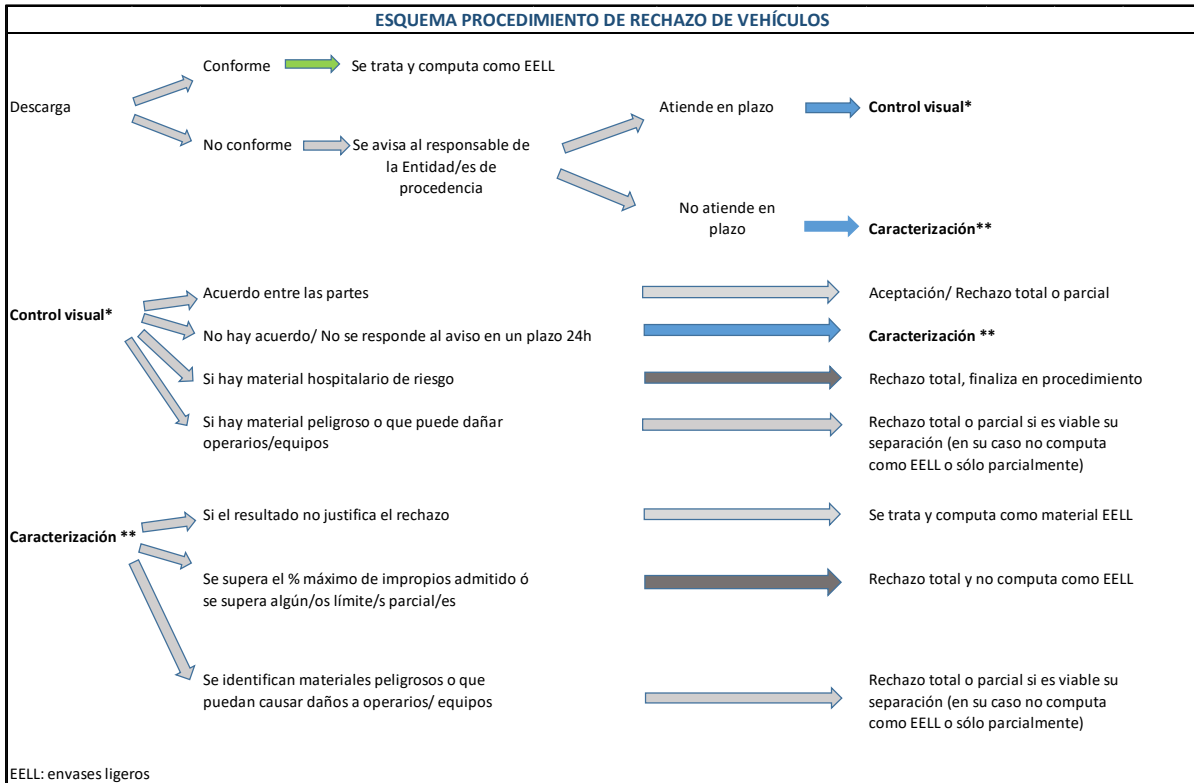 ESQUEMA PROCEDIMIENTO DE RECHAZO DE VEHÍCULOS
Conforme
Se trata y computa como EELL
Descarga
Atiende en plazo
Control visual*
No conforme
Se avisa al responsable de
la Entidad/es de
procedencia
No atiende en
plazo
Caracterización**
Control visual*
Acuerdo entre las partes
Aceptación/ Rechazo total o parcial
No hay acuerdo/ No se responde al aviso en un plazo 24h
Caracterización **
Si hay material hospitalario de riesgo
Rechazo total, finaliza en procedimiento
Si hay material peligroso o que puede dañar
operarios/equipos
Rechazo total o parcial si es viable su
separación (en su caso no computa
como EELL o sólo parcialmente)
Caracterización **
Si el resultado no justifica el rechazo
Se trata y computa como material EELL
Se supera el % máximo de impropios admitido ó
se supera algún/os límite/s parcial/es
Rechazo total y no computa como EELL
Se identifican materiales peligrosos o que
puedan causar daños a operarios/ equipos
Rechazo total o parcial si es viable su
separación (en su caso no computa
como EELL o sólo parcialmente)
EELL: envases ligeros